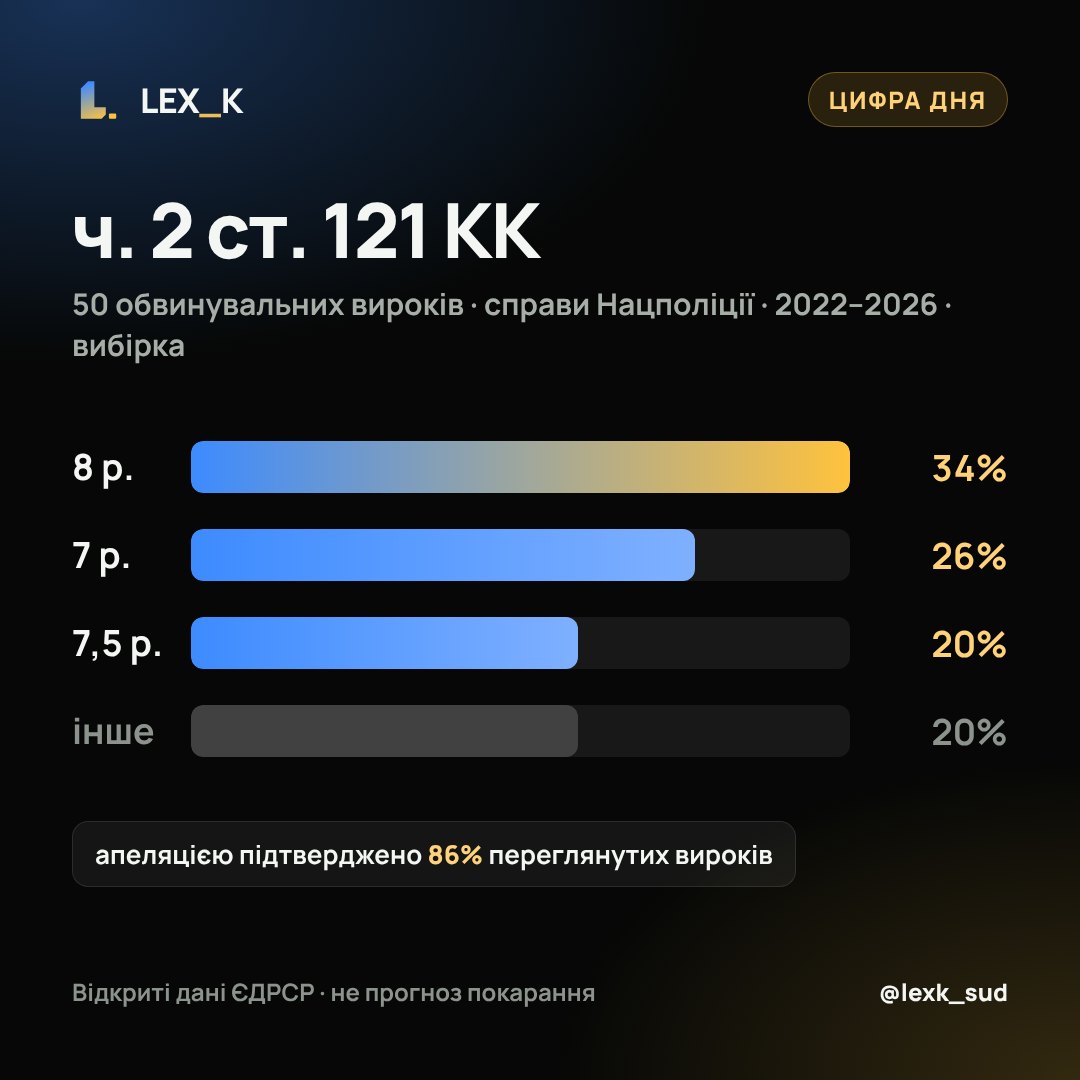 LEX_K
ЦИФРА ДНЯ
ч. 2 ст. 121 КК
50 обвинувальних вироків · справи Нацполіції · 2022–2026 ·
вибірка
8 р. 34%
7 р. 26%
7,5 р. 20%
інше 20%
апеляцією підтверджено 86% переглянутих вироків
Відкриті дані ЄДРСР · не прогноз покарання
@lexk_sud